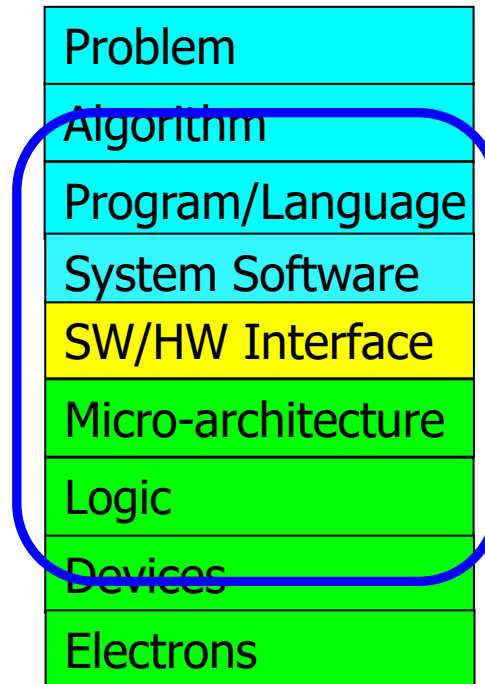 Problem
Algorithm
Program/Language
System Software
SW/HW Interface
Micro-architecture
Logic
Devices
Electrons